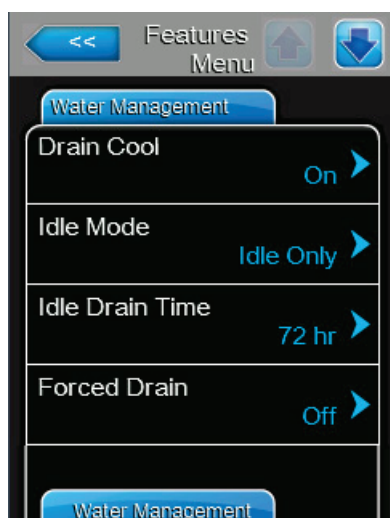 <<
Features
Menu
Water Management
Drain Cool
On
Idle Mode
Idle Only
Idle Drain Time
72 hr
Forced Drain
Off
Water Management